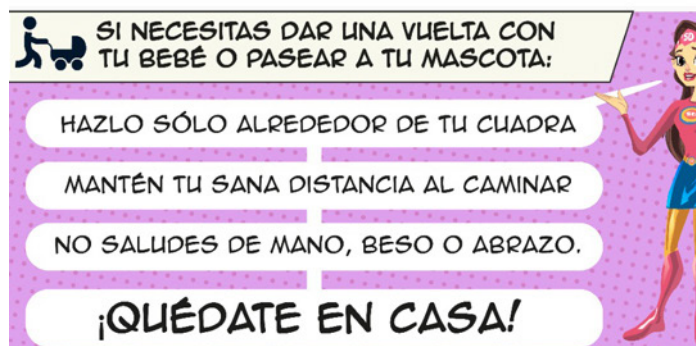 SI NECESITAS DAR UNA VUELTA CON
TU BEBÉ O PASEAR A TU MASCOTA:
HAZLO SÓLO ALREDEDOR DE TU CUADRA
MANTÉN TU SANA DISTANCIA AL CAMINAR
NO SALUDES DE MANO, BESO O ABRAZO.
¡QUÉDATE EN CASA!